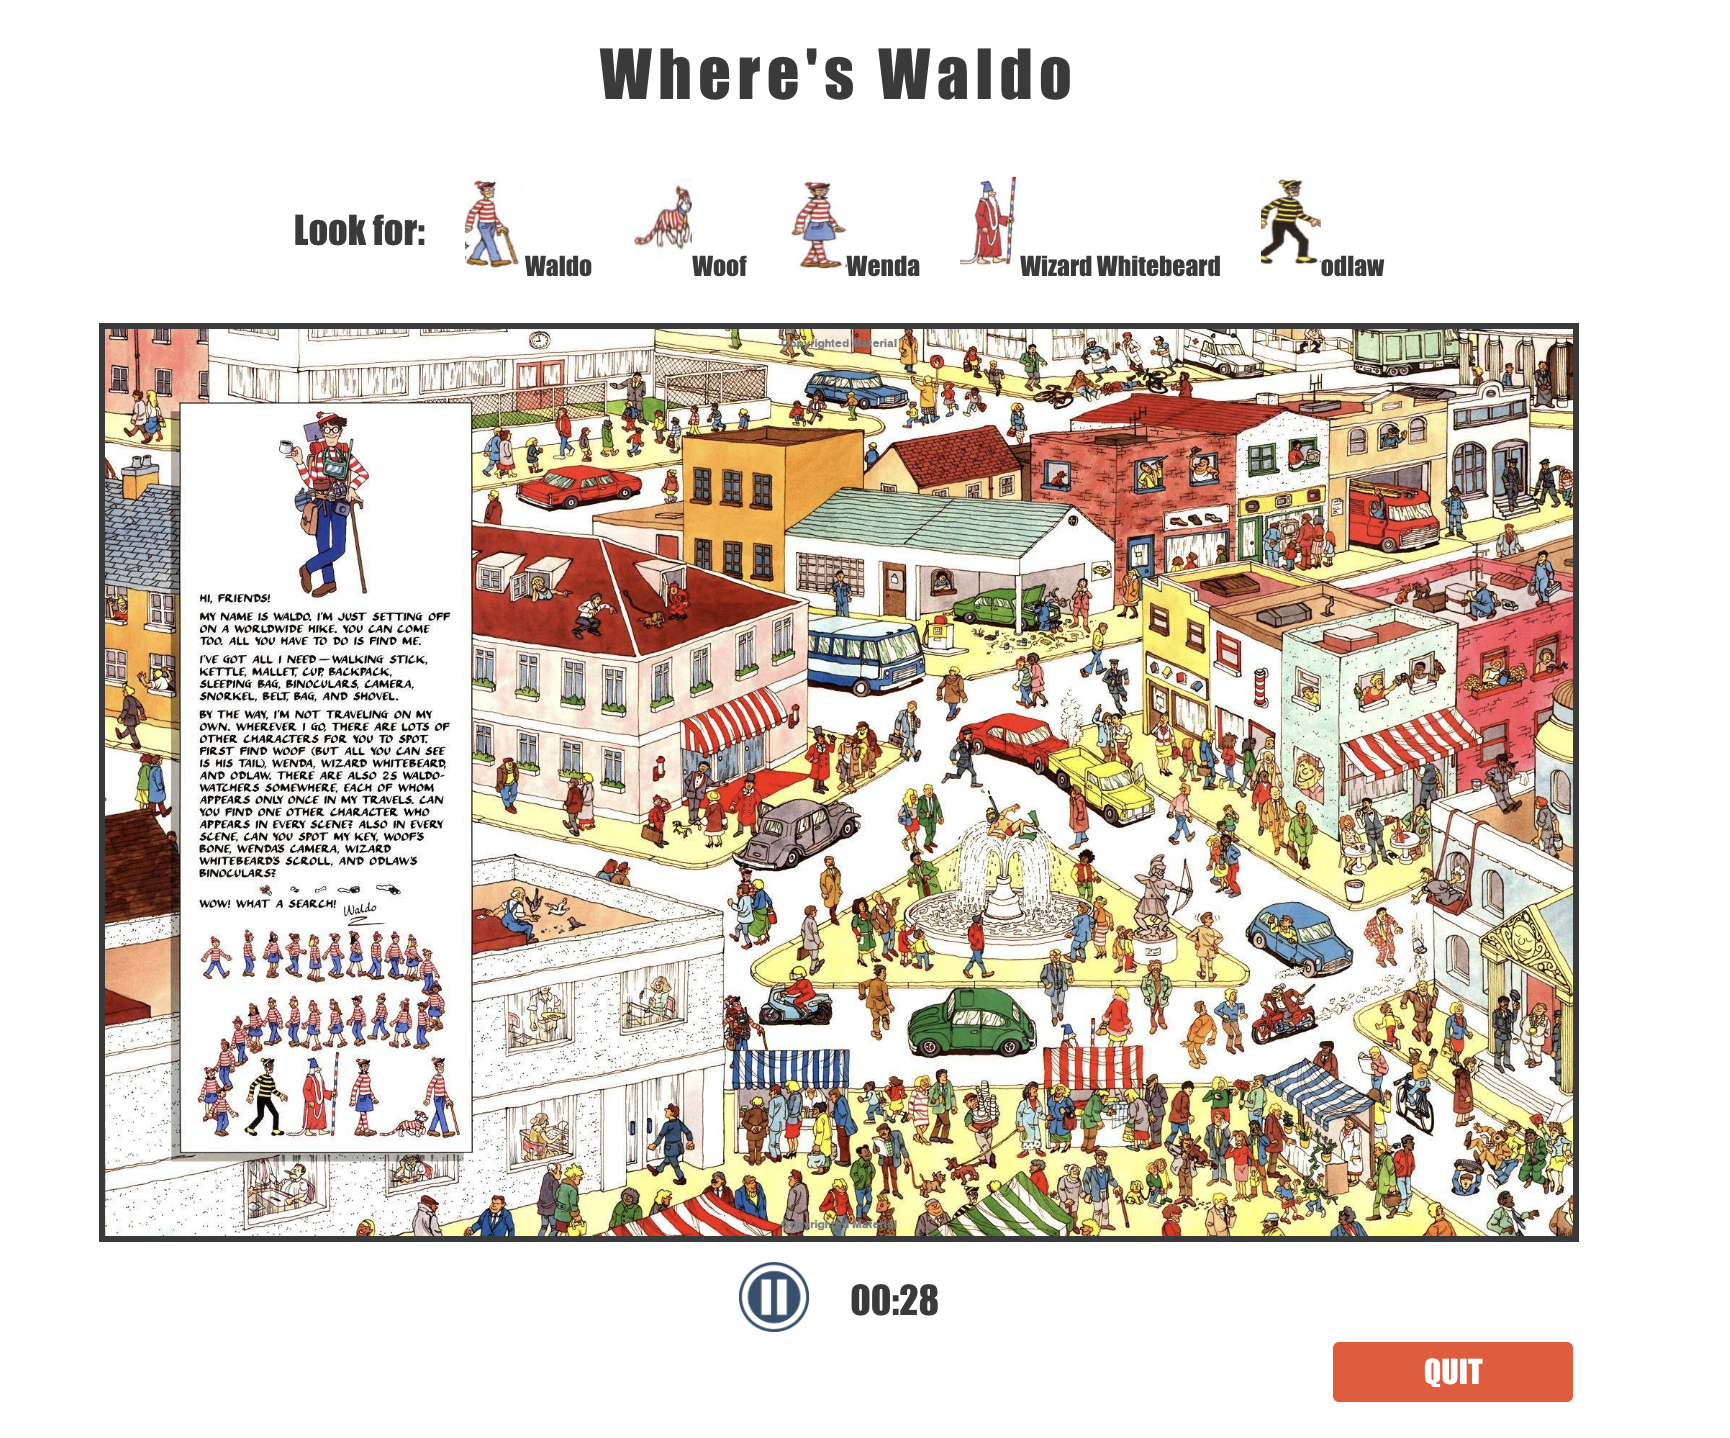 Where's Waldo
Look for:
Waldo
Woof
Wenda
Wizard Whitebeard
odlaw
Copyrighted Material
HI, FRIENDS!
MY NAME IS WALDO. I'M JUST SETTING OFF
ON A WORLDWIDE HIKE. YOU CAN COME
TOO. ALL YOU HAVE TO DO IS FIND ME.
I'VE GOT ALL I NEED — WALKING STICK,
KETTLE, MALLET, CUP, BACKPACK,
SLEEPING BAG, BINOCULARS, CAMERA,
SNORKEL, BELT, BAG, AND SHOVEL.
BY THE WAY, I'M NOT TRAVELING ON MY
OWN. WHEREVER I GO, THERE ARE LOTS OF
OTHER CHARACTERS FOR YOU TO SPOT.
FIRST FIND WOOF (BUT ALL YOU CAN SEE
IS HIS TAIL), WENDA, WIZARD WHITEBEARD,
AND ODLAW. THERE ARE ALSO 25 WALDO-
WATCHERS SOMEWHERE, EACH OF WHOM
APPEARS ONLY ONCE IN MY TRAVELS. CAN
YOU FIND ONE OTHER CHARACTER WHO
APPEARS IN EVERY SCENE? ALSO IN EVERY
SCENE, CAN YOU SPOT MY KEY, WOOF'S
BONE, WENDA'S CAMERA, WIZARD
WHITEBEARD'S SCROLL, AND ODLAW'S
BINOCULARS?
WOW! WHAT A SEARCH!
Waldo
Copyrighted Material
00:28
QUIT